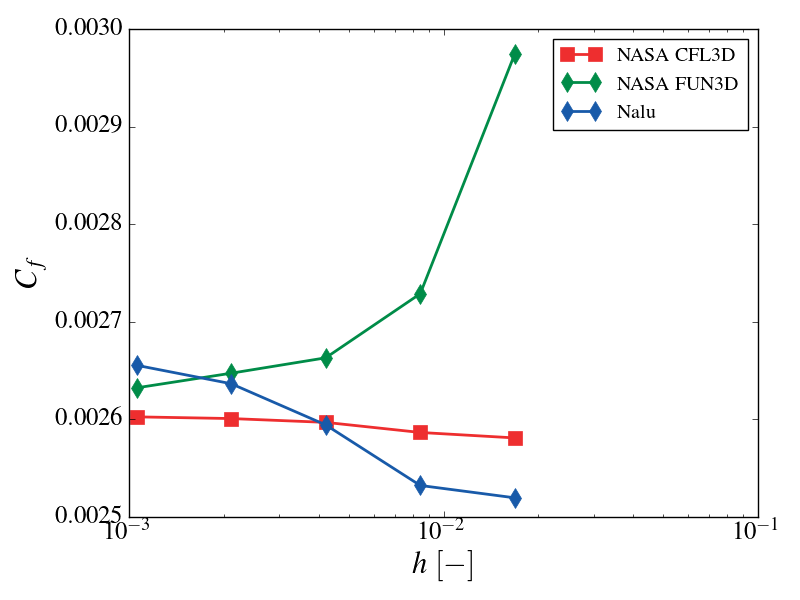 0.0030
NASA CFL3D
NASA FUN3D
Nalu
0.0029
0.0028
0.0027
0.0026
0.0025
C_f
10^{-3}
10^{-2}
10^{-1}
h [−]